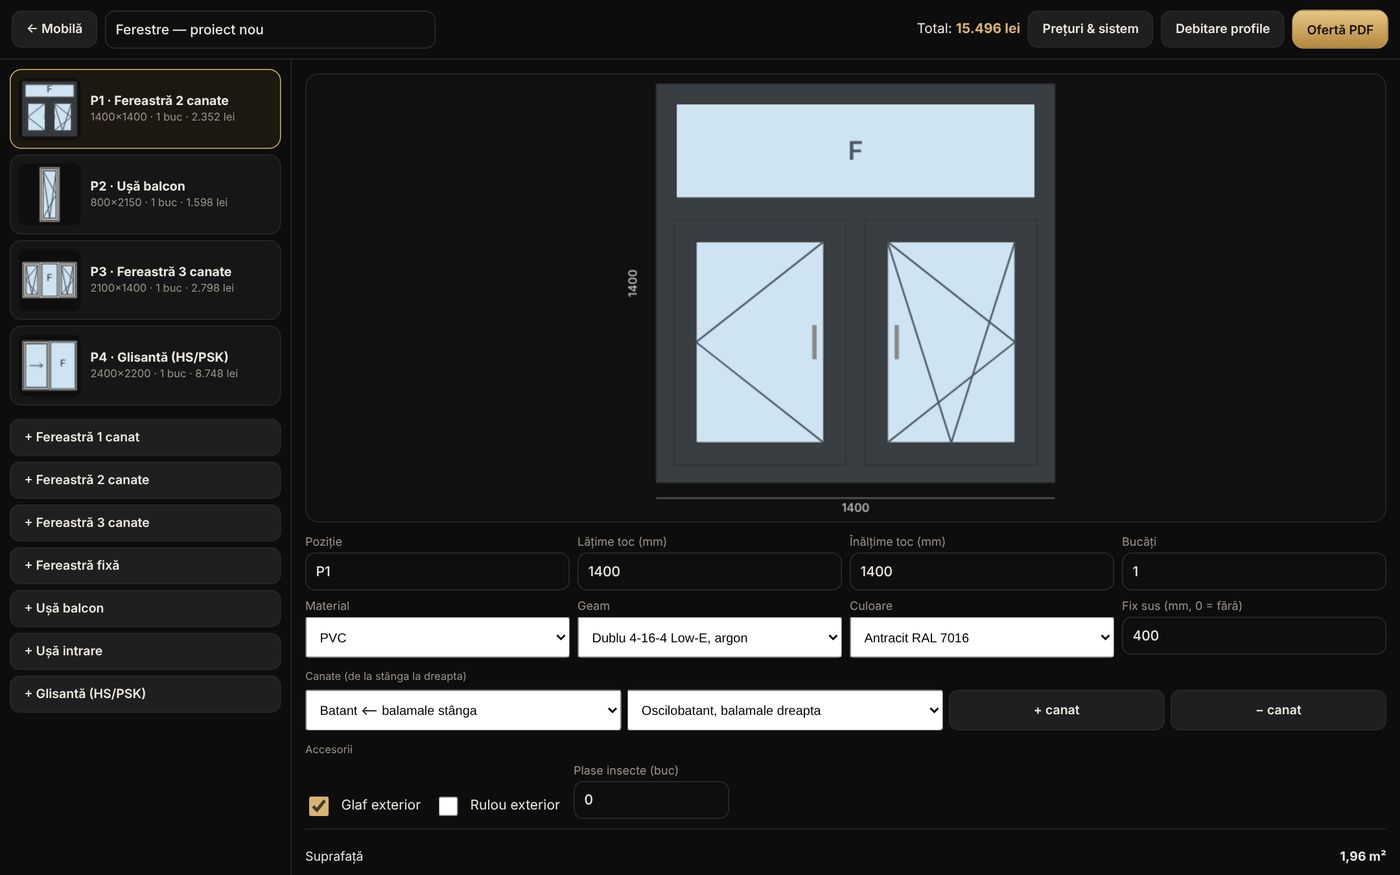 ← Mobilă
Ferestre — proiect nou
Total: 15.496 lei
Prețuri & sistem
Debitare profile
Ofertă PDF
F
P1 · Fereastră 2 canate
1400×1400 · 1 buc · 2.352 lei
P2 · Ușă balcon
800×2150 · 1 buc · 1.598 lei
F
P3 · Fereastră 3 canate
2100×1400 · 1 buc · 2.798 lei
→ F
P4 · Glisantă (HS/PSK)
2400×2200 · 1 buc · 8.748 lei
+ Fereastră 1 canat
+ Fereastră 2 canate
+ Fereastră 3 canate
+ Fereastră fixă
+ Ușă balcon
+ Ușă intrare
+ Glisantă (HS/PSK)
F
1400
1400
Poziție
Lățime toc (mm)
Înălțime toc (mm)
Bucăți
P1
1400
1400
1
Material
Geam
Culoare
Fix sus (mm, 0 = fără)
PVC
Dublu 4-16-4 Low-E, argon
Antracit RAL 7016
400
Canate (de la stânga la dreapta)
Batant ← balamale stânga
Oscilobatant, balamale dreapta
+ canat
− canat
Accesorii
Plase insecte (buc)
Glaf exterior
Rulou exterior
0
Suprafață
1,96 m²